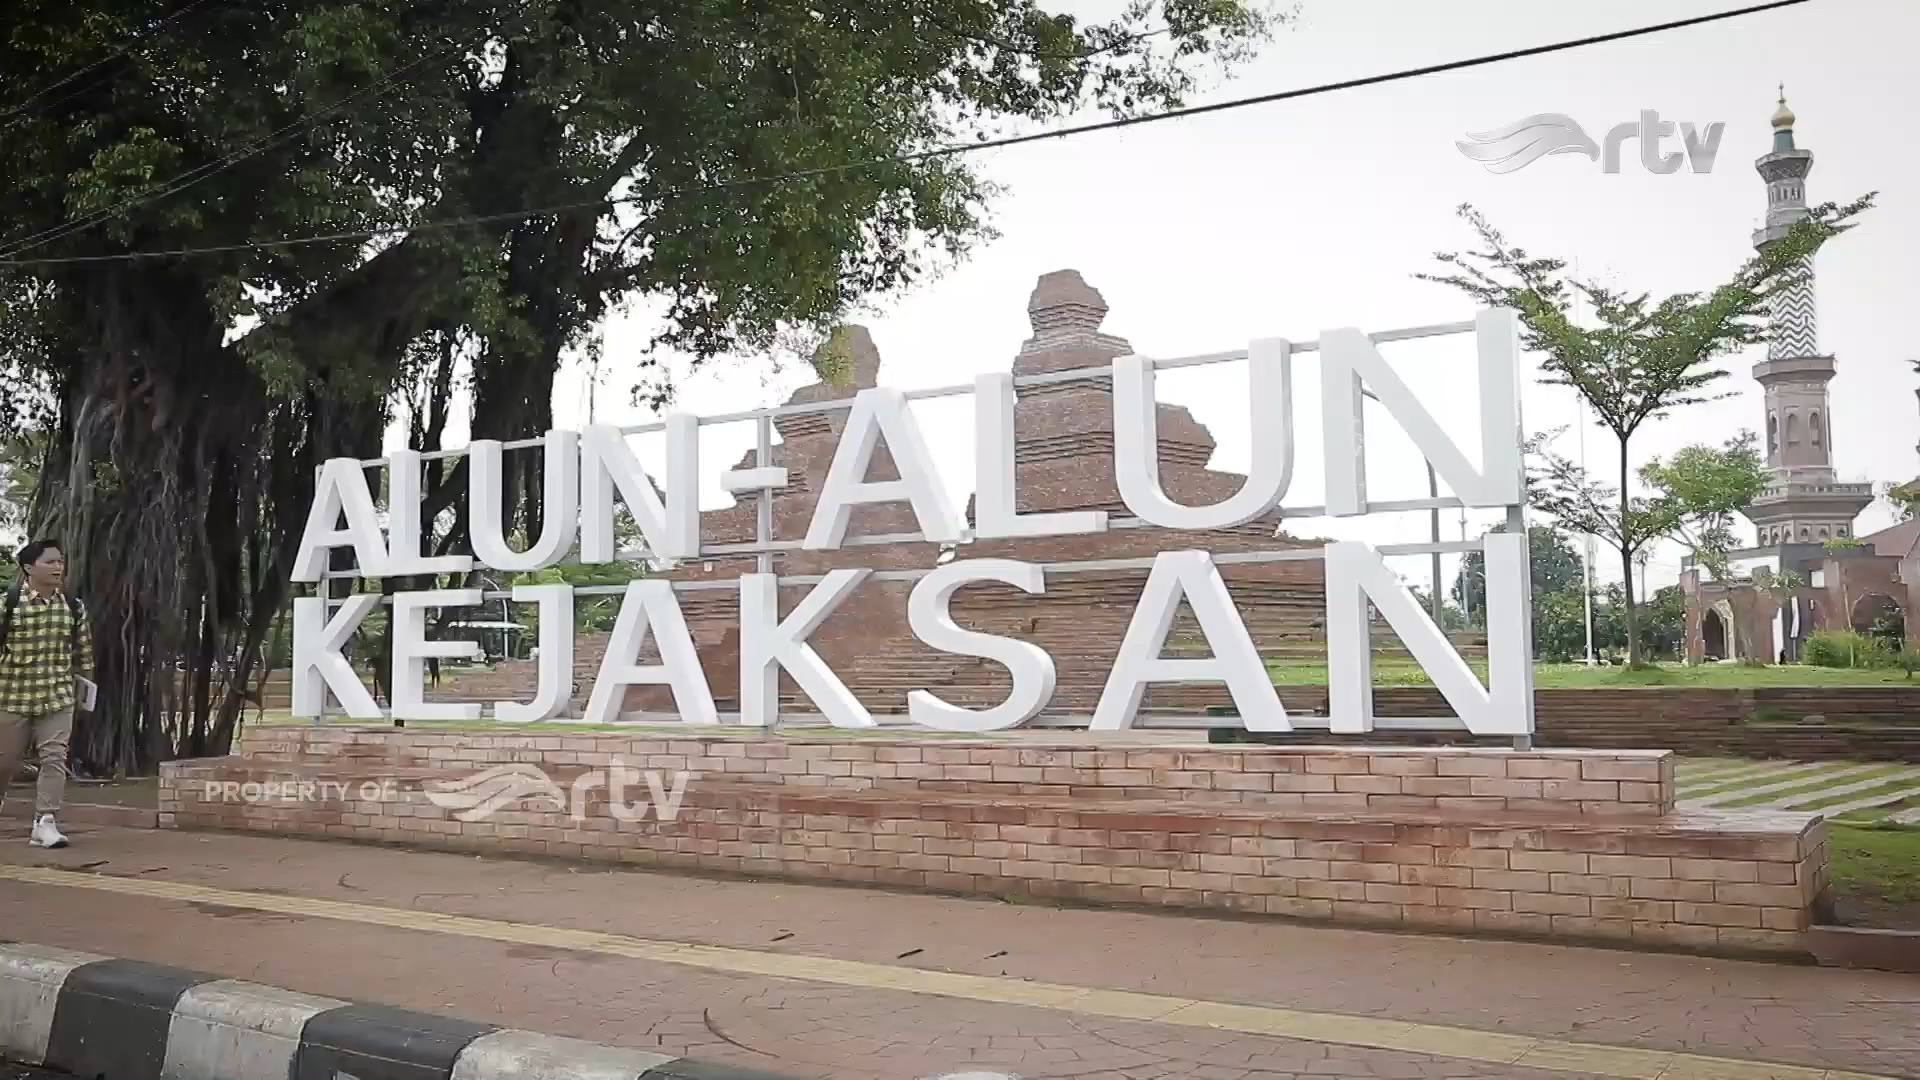 rtv
ALUN-ALUN
KEJAKSAN
PROPERTY OF : rtv